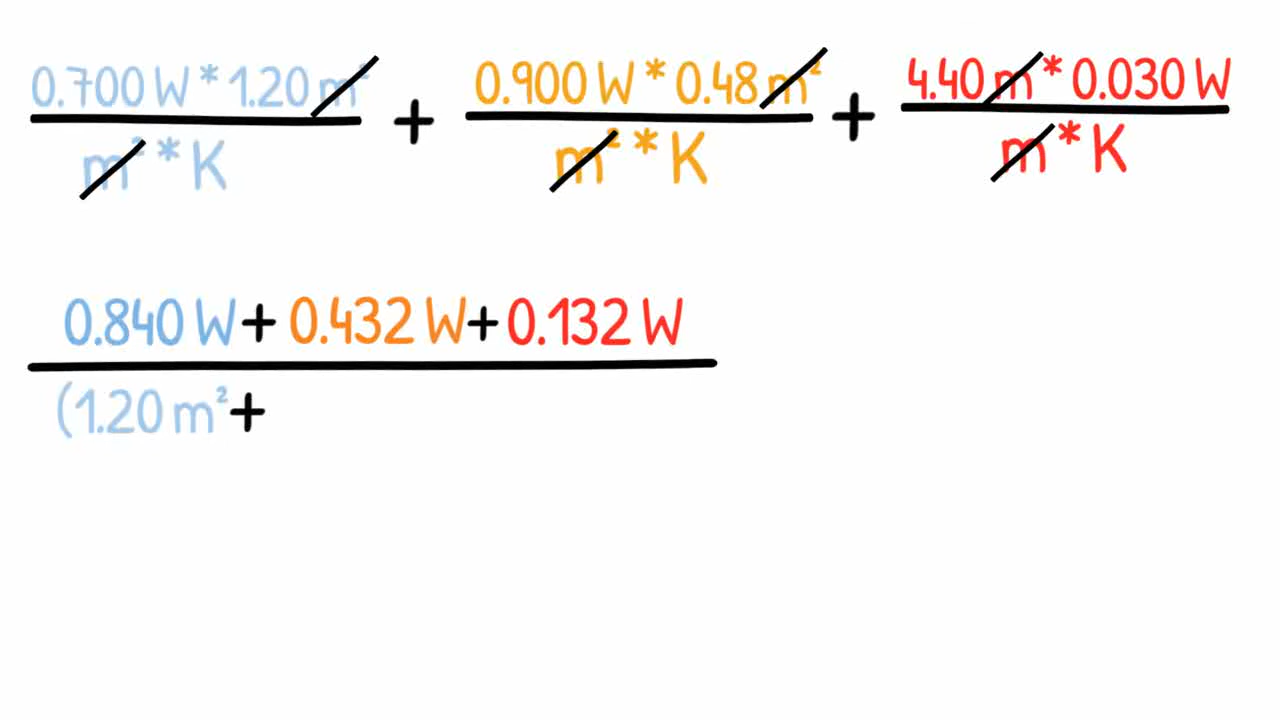 0.700 W * 1.20 m² + 0.900 W * 0.48 m² + 4.40 m * 0.030 W
m² * K m² * K m * K
0.840 W + 0.432 W + 0.132 W
(1.20 m² +